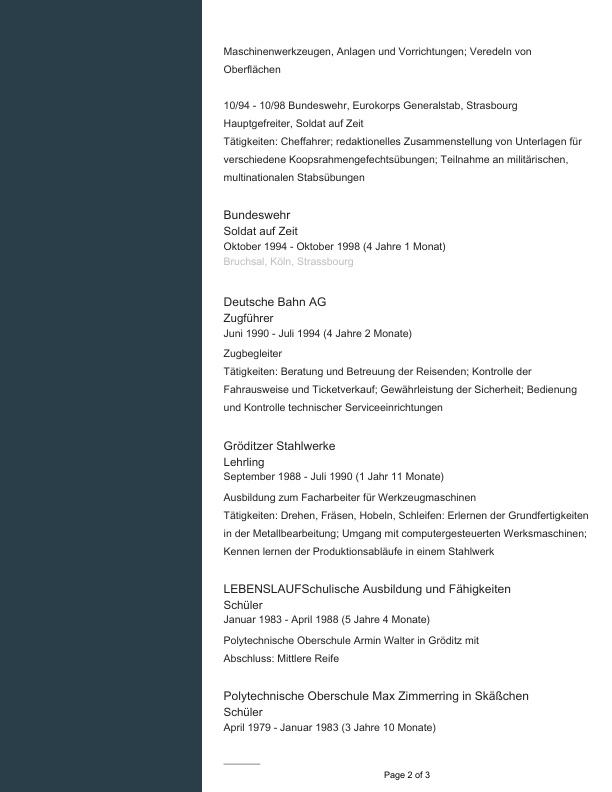 Maschinenwerkzeugen, Anlagen und Vorrichtungen; Veredeln von
Oberflächen
10/94 - 10/98 Bundeswehr, Eurokorps Generalstab, Strasbourg
Hauptgefreiter, Soldat auf Zeit
Tätigkeiten: Cheffahrer; redaktionelles Zusammenstellung von Unterlagen für
verschiedene Koopsrahmengefechtsübungen; Teilnahme an militärischen,
multinationalen Stabsübungen
Bundeswehr
Soldat auf Zeit
Oktober 1994 - Oktober 1998 (4 Jahre 1 Monat)
Bruchsal, Köln, Strassbourg
Deutsche Bahn AG
Zugführer
Juni 1990 - Juli 1994 (4 Jahre 2 Monate)
Zugbegleiter
Tätigkeiten: Beratung und Betreuung der Reisenden; Kontrolle der
Fahrausweise und Ticketverkauf; Gewährleistung der Sicherheit; Bedienung
und Kontrolle technischer Serviceeinrichtungen
Gröditzer Stahlwerke
Lehrling
September 1988 - Juli 1990 (1 Jahr 11 Monate)
Ausbildung zum Facharbeiter für Werkzeugmaschinen
Tätigkeiten: Drehen, Fräsen, Hobeln, Schleifen: Erlernen der Grundfertigkeiten
in der Metallbearbeitung; Umgang mit computergesteuerten Werksmaschinen;
Kennen lernen der Produktionsabläufe in einem Stahlwerk
LEBENSLAUFSchulische Ausbildung und Fähigkeiten
Schüler
Januar 1983 - April 1988 (5 Jahre 4 Monate)
Polytechnische Oberschule Armin Walter in Gröditz mit
Abschluss: Mittlere Reife
Polytechnische Oberschule Max Zimmerring in Skäßchen
Schüler
April 1979 - Januar 1983 (3 Jahre 10 Monate)
Page 2 of 3